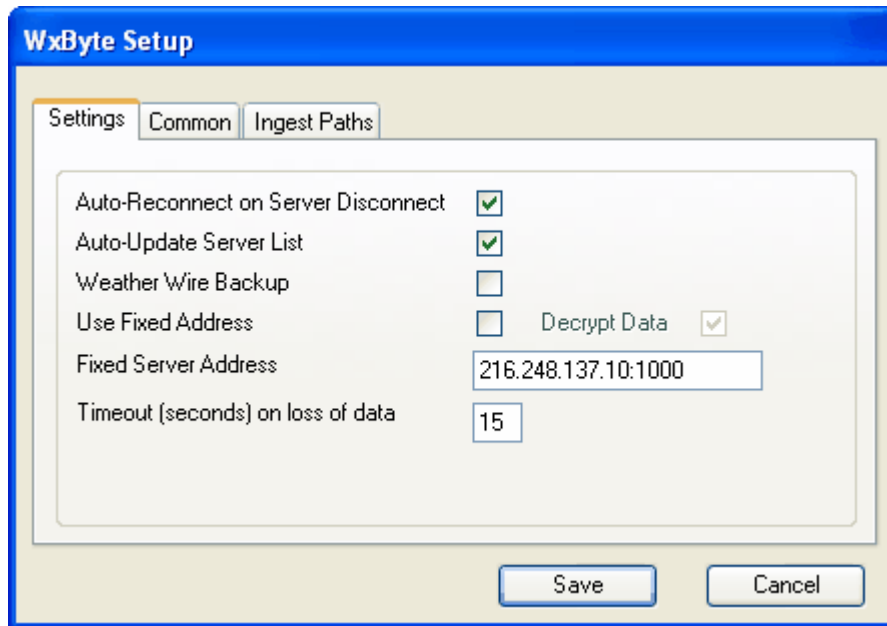 WxByte Setup
Settings Common Ingest Paths
Auto-Reconnect on Server Disconnect
Auto-Update Server List
Weather Wire Backup
Use Fixed Address Decrypt Data
Fixed Server Address 216.248.137.10:1000
Timeout (seconds) on loss of data 15
Save Cancel